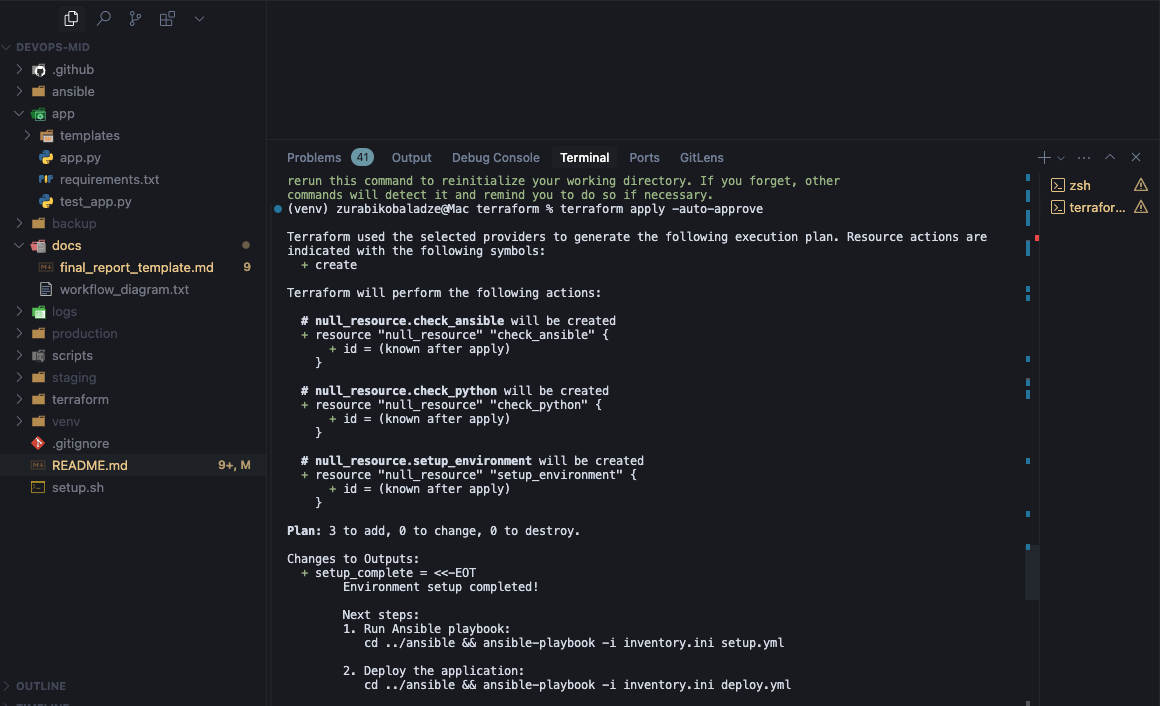 DEVOPS-MID
.github
ansible
app
templates
app.py
requirements.txt
test_app.py
backup
docs
final_report_template.md 9
workflow_diagram.txt
logs
production
scripts
staging
terraform
venv
.gitignore
README.md 9+, M
setup.sh
OUTLINE
Problems 41 Output Debug Console Terminal Ports GitLens
rerun this command to reinitialize your working directory. If you forget, other
commands will detect it and remind you to do so if necessary.
(venv) zurabikobaladze@Mac terraform % terraform apply -auto-approve
Terraform used the selected providers to generate the following execution plan. Resource actions are
indicated with the following symbols:
+ create
Terraform will perform the following actions:
# null_resource.check_ansible will be created
+ resource "null_resource" "check_ansible" {
+ id = (known after apply)
}
# null_resource.check_python will be created
+ resource "null_resource" "check_python" {
+ id = (known after apply)
}
# null_resource.setup_environment will be created
+ resource "null_resource" "setup_environment" {
+ id = (known after apply)
}
Plan: 3 to add, 0 to change, 0 to destroy.
Changes to Outputs:
+ setup_complete = <<-EOT
Environment setup completed!
Next steps:
1. Run Ansible playbook:
cd ../ansible && ansible-playbook -i inventory.ini setup.yml
2. Deploy the application:
cd ../ansible && ansible-playbook -i inventory.ini deploy.yml
zsh
terrafor...